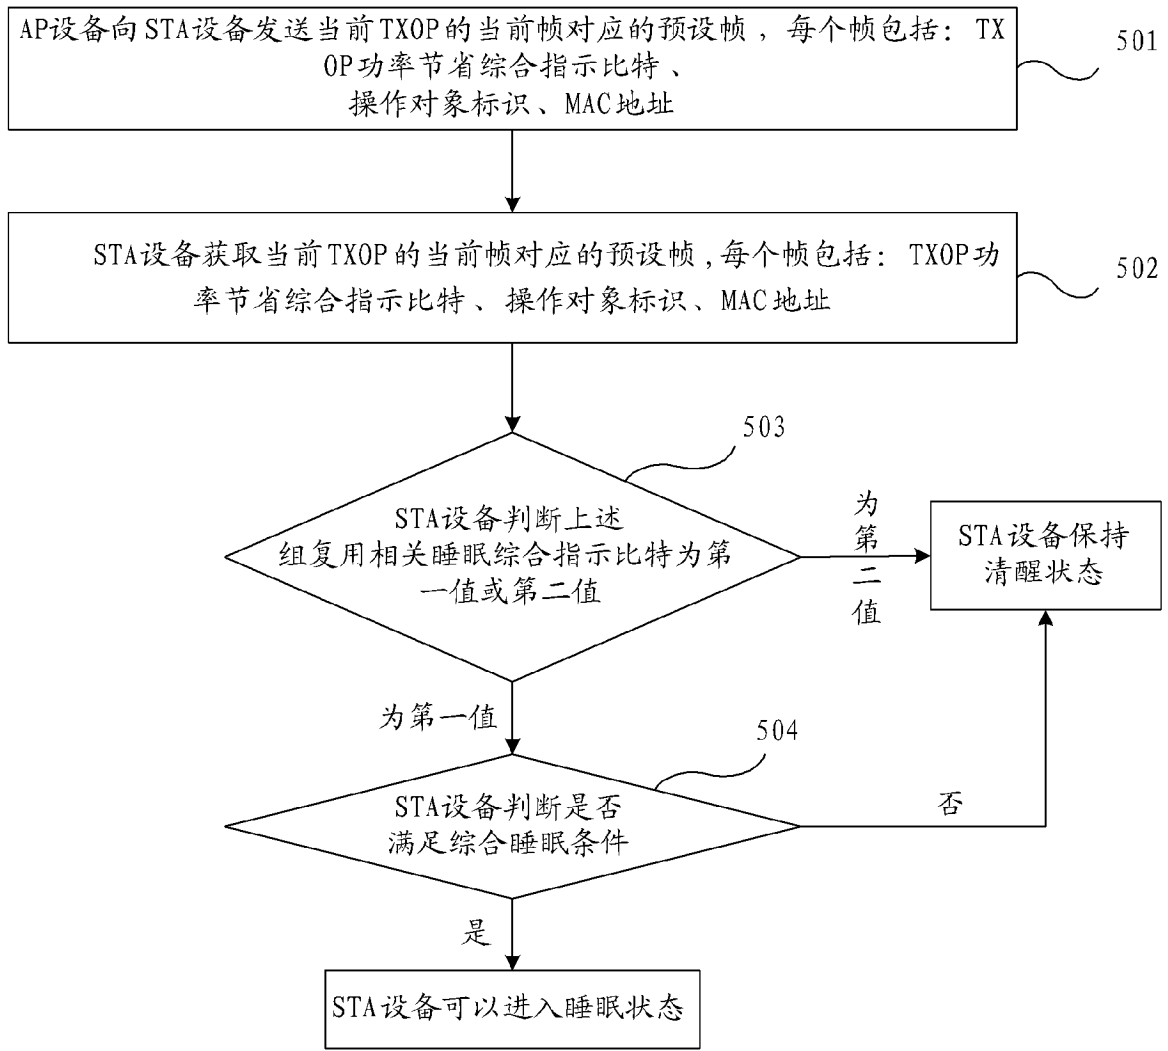 AP设备向STA设备发送当前TXOP的当前帧对应的预设帧，每个帧包括：TX
OP功率节省综合指示比特、
操作对象标识、MAC地址
501
STA设备获取当前TXOP的当前帧对应的预设帧,每个帧包括：TXOP功
率节省综合指示比特、操作对象标识、MAC地址
502
503
STA设备判断上述
组复用相关睡眠综合指示比特为第
一值或第二值
为第二值
STA设备保持
清醒状态
为第一值
504
STA设备判断是否
满足综合睡眠条件
否
是
STA设备可以进入睡眠状态